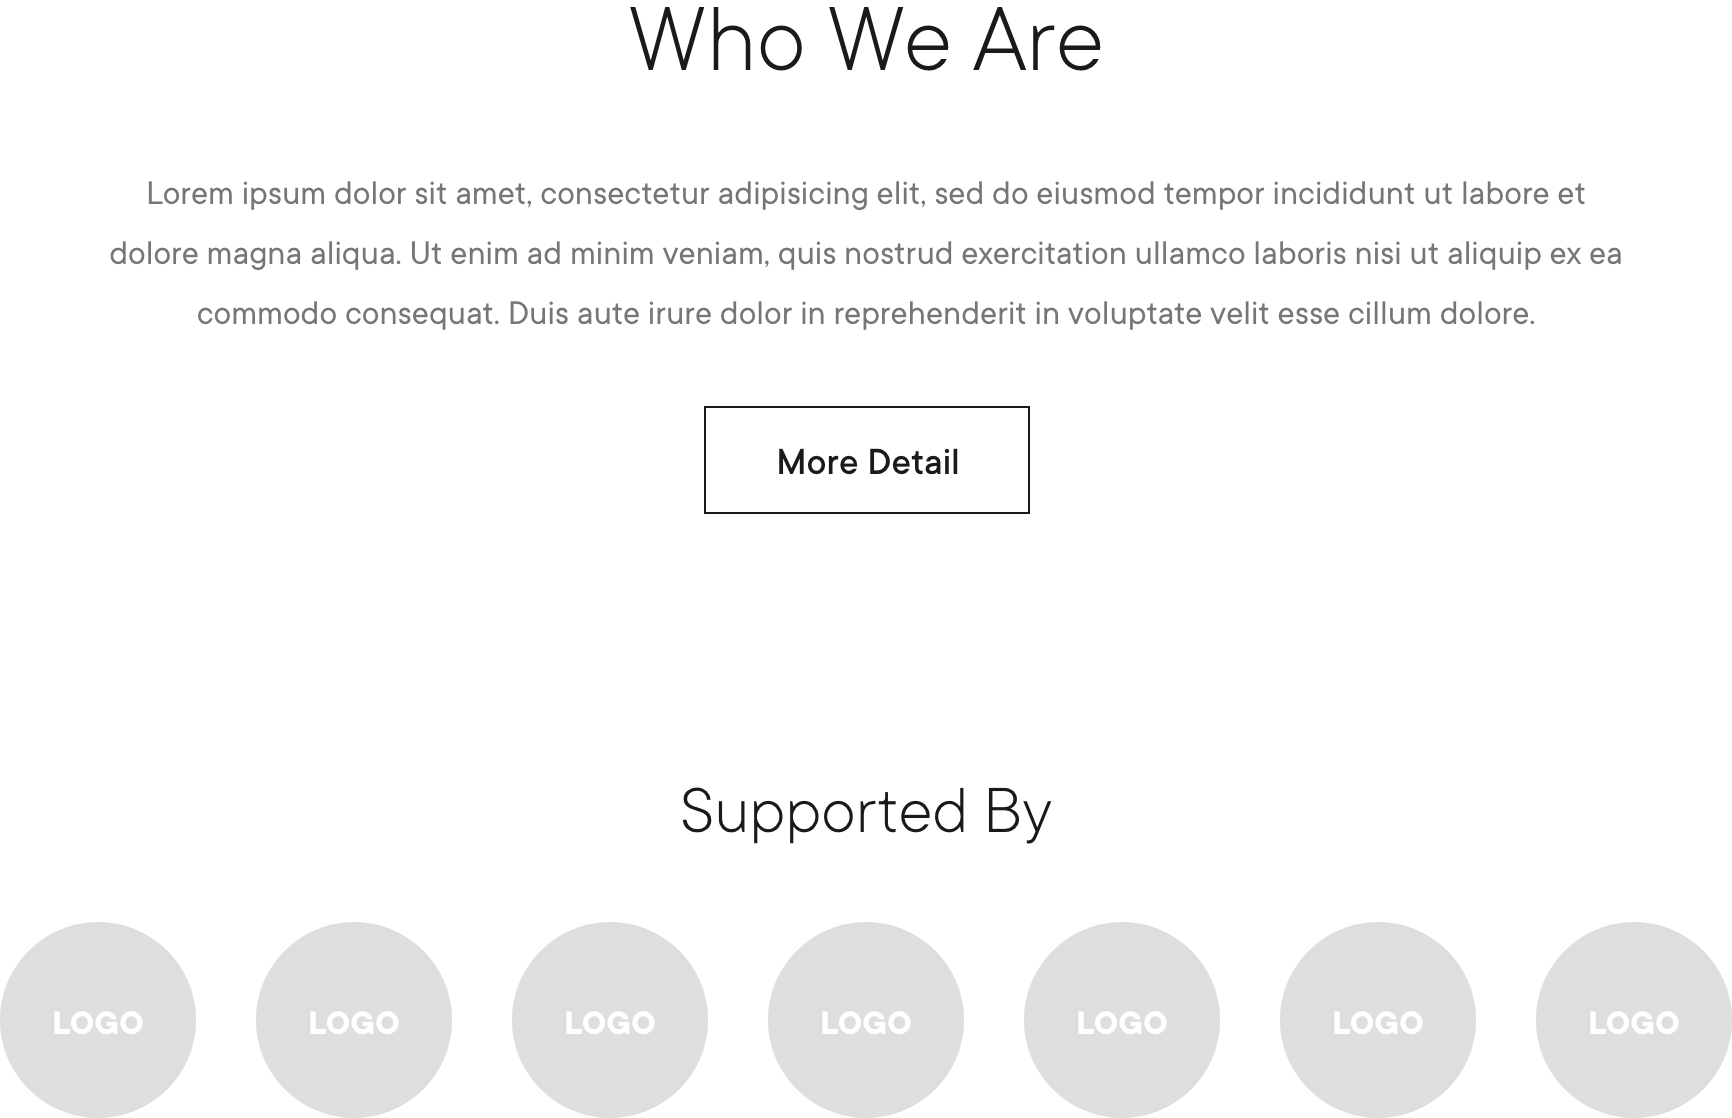 Who We Are
Lorem ipsum dolor sit amet, consectetur adipisicing elit, sed do eiusmod tempor incididunt ut labore et
dolore magna aliqua. Ut enim ad minim veniam, quis nostrud exercitation ullamco laboris nisi ut aliquip ex ea
commodo consequat. Duis aute irure dolor in reprehenderit in voluptate velit esse cillum dolore.
More Detail
Supported By
LOGO LOGO LOGO LOGO LOGO LOGO LOGO